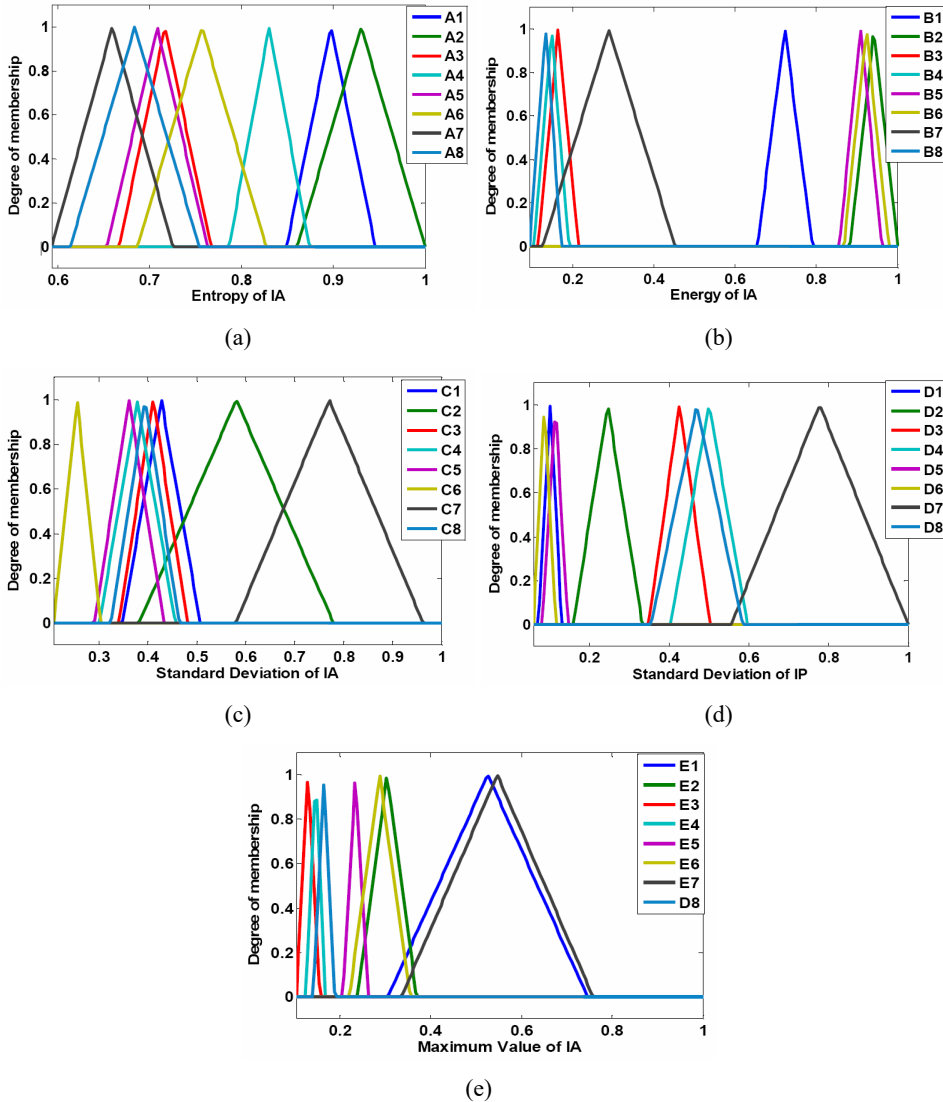 1
0.8
0.6
0.4
0.2
0
Degree of membership
0.6 0.7 0.8 0.9 1
Entropy of IA
A1
A2
A3
A4
A5
A6
A7
A8
(a)
1
0.8
0.6
0.4
0.2
0
Degree of membership
0.2 0.4 0.6 0.8 1
Energy of IA
B1
B2
B3
B4
B5
B6
B7
B8
(b)
1
0.8
0.6
0.4
0.2
0
Degree of membership
0.3 0.4 0.5 0.6 0.7 0.8 0.9 1
Standard Deviation of IA
C1
C2
C3
C4
C5
C6
C7
C8
(c)
1
0.8
0.6
0.4
0.2
0
Degree of membership
0.2 0.4 0.6 0.8 1
Standard Deviation of IP
D1
D2
D3
D4
D5
D6
D7
D8
(d)
1
0.8
0.6
0.4
0.2
0
Degree of membership
0.2 0.4 0.6 0.8 1
Maximum Value of IA
E1
E2
E3
E4
E5
E6
E7
D8
(e)